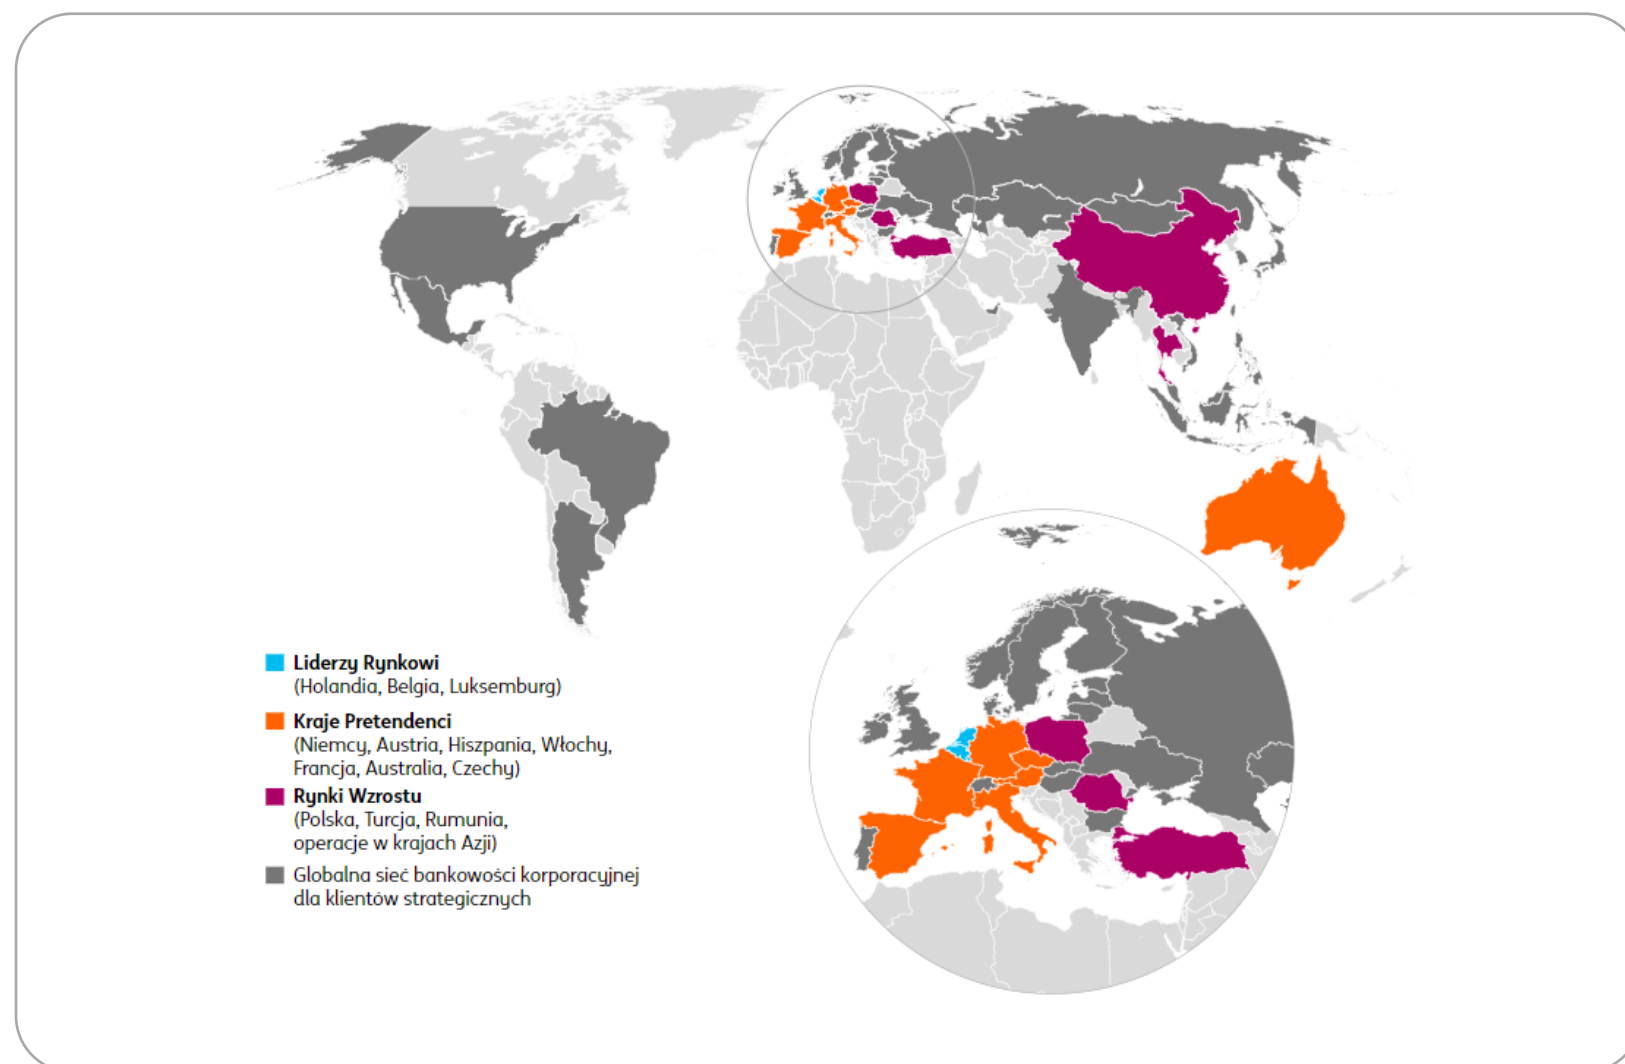 Liderzy Rynkowi
(Holandia, Belgia, Luksemburg)
Kraje Pretendenci
(Niemcy, Austria, Hiszpania, Włochy,
Francja, Australia, Czechy)
Rynki Wzrostu
(Polska, Turcja, Rumunia,
operacje w krajach Azji)
Globalna sieć bankowości korporacyjnej
dla klientów strategicznych